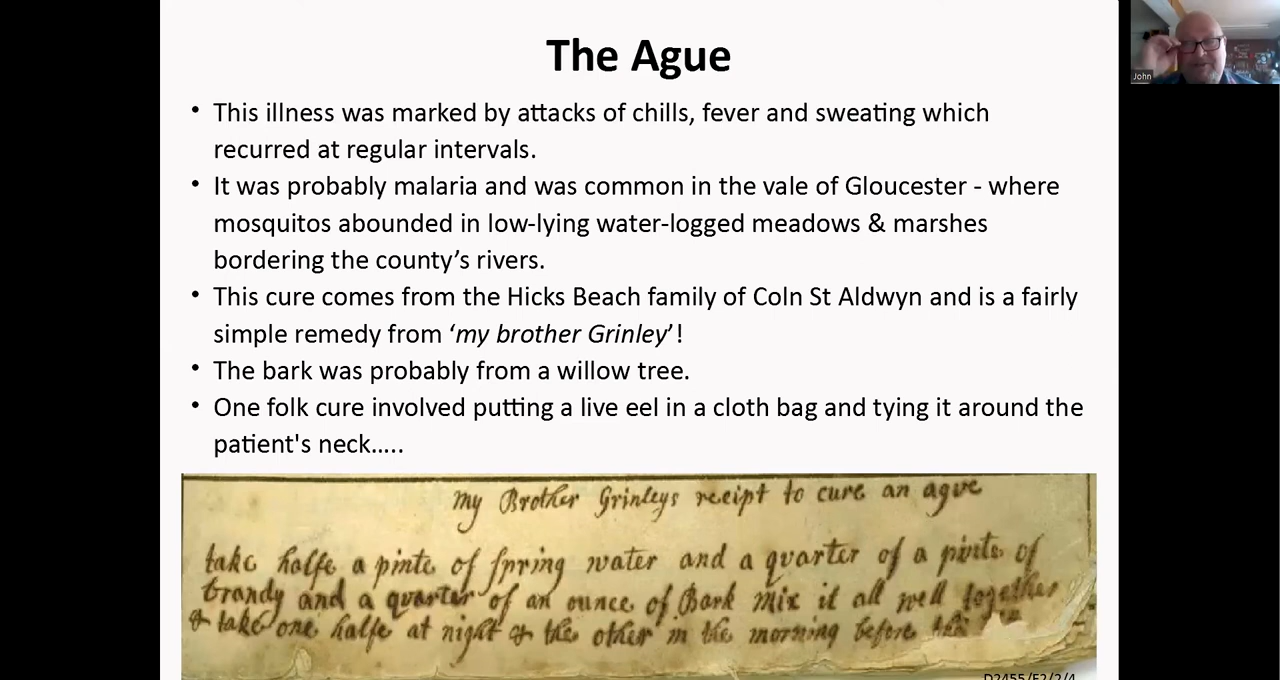 The Ague
• This illness was marked by attacks of chills, fever and sweating which
recurred at regular intervals.
• It was probably malaria and was common in the vale of Gloucester - where
mosquitos abounded in low-lying water-logged meadows & marshes
bordering the county’s rivers.
• This cure comes from the Hicks Beach family of Coln St Aldwyn and is a fairly
simple remedy from ‘my brother Grinley’!
• The bark was probably from a willow tree.
• One folk cure involved putting a live eel in a cloth bag and tying it around the
patient's neck.....
my Brother Grinleys receipt to cure an ague
take halfe a pinte of spring water and a quarter of a pinte of
brandy and a quarter of an ounce of Bark mix it all well together
& take one halfe at night & the other in the morning before
D2455/F2/2/4
John